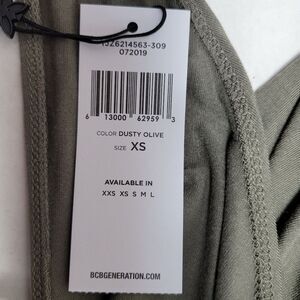 JZ6214563-309
072019
6 13000 62959 3
COLOR DUSTY OLIVE
SIZE XS
AVAILABLE IN
XXS XS S M L
BCBGENERATION.COM